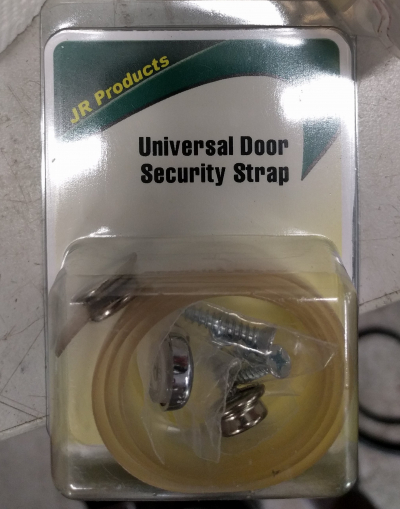 JR Products
Universal Door
Security Strap